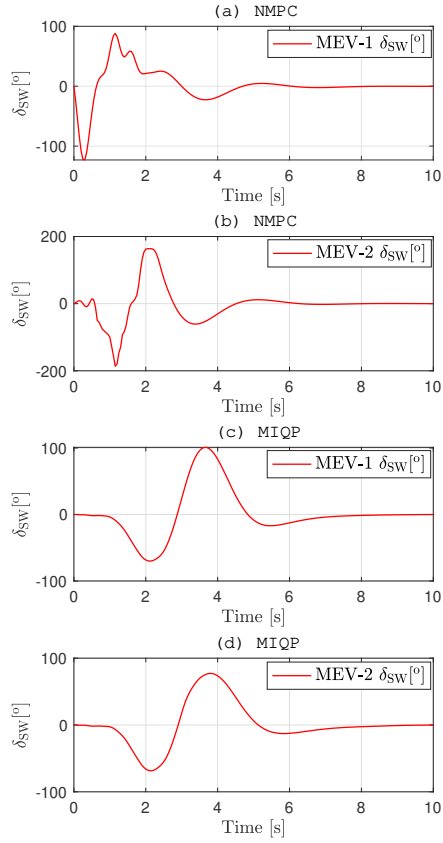 (a) NMPC
MEV-1 δSW[o]
100
0
-100
δSW[o]
0 2 4 6 8 10
Time [s]
(b) NMPC
MEV-2 δSW[o]
200
0
-200
δSW[o]
0 2 4 6 8 10
Time [s]
(c) MIQP
MEV-1 δSW[o]
100
0
-100
δSW[o]
0 2 4 6 8 10
Time [s]
(d) MIQP
MEV-2 δSW[o]
100
0
-100
δSW[o]
0 2 4 6 8 10
Time [s]